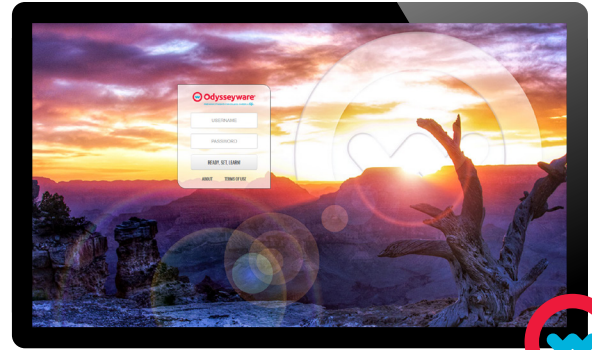 Odysseyware
USERNAME
PASSWORD
READY, SET, LEARN!
ABOUT TERMS OF USE